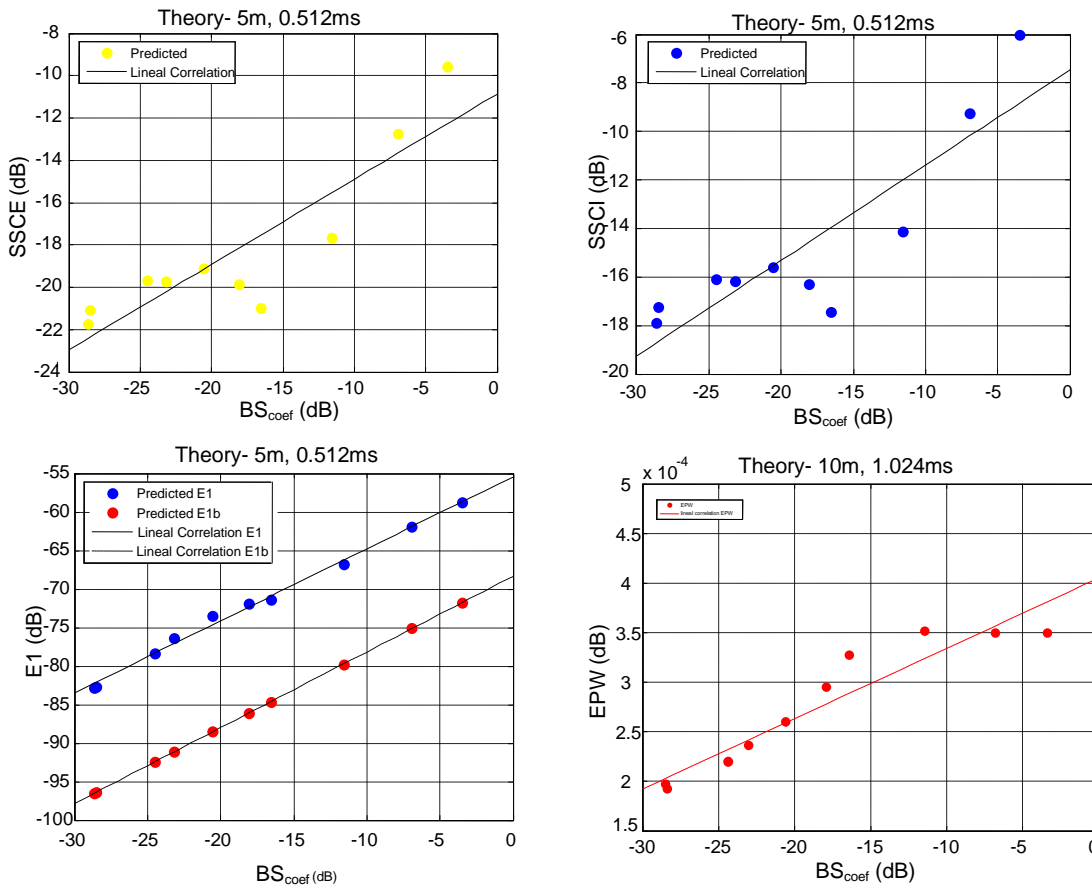 Theory- 5m, 0.512ms
-8
-10
-12
-14
-16
-18
-20
-22
-24
SSCE (dB)
Predicted
Lineal Correlation
-30 -25 -20 -15 -10 -5 0
BScoef (dB)
Theory- 5m, 0.512ms
-6
-8
-10
-12
-14
-16
-18
-20
SSCI (dB)
Predicted
Lineal Correlation
-30 -25 -20 -15 -10 -5 0
BScoef (dB)
Theory- 5m, 0.512ms
-55
-60
-65
-70
-75
-80
-85
-90
-95
-100
E1 (dB)
Predicted E1
Predicted E1b
Lineal Correlation E1
Lineal Correlation E1b
-30 -25 -20 -15 -10 -5 0
BScoef (dB)
x 10-4
Theory- 10m, 1.024ms
5
4.5
4
3.5
3
2.5
2
1.5
EPW (dB)
EPW
lineal correlation EPW
-30 -25 -20 -15 -10 -5 0
BScoef (dB)